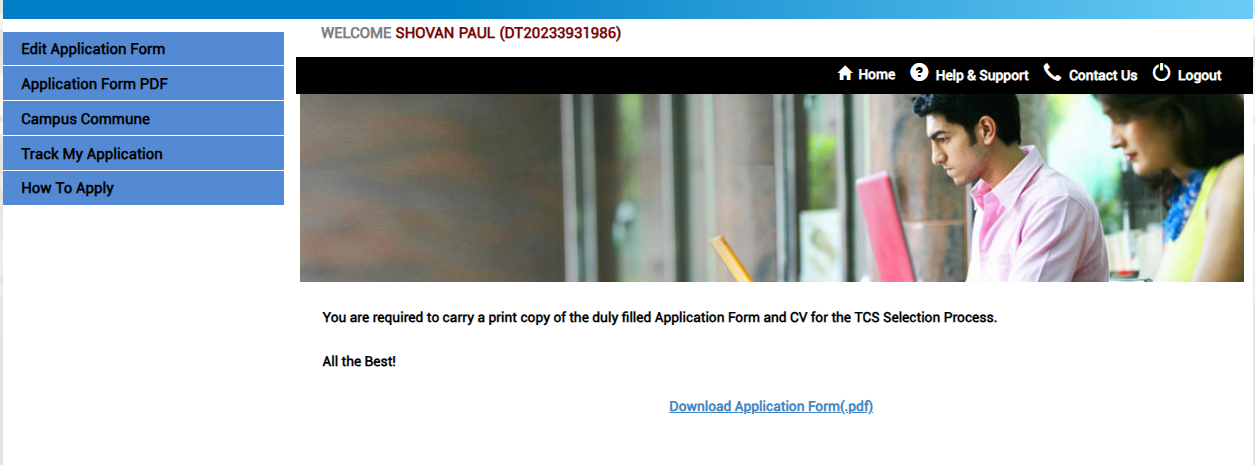 WELCOME SHOVAN PAUL (DT20233931986)
Edit Application Form
Application Form PDF
Campus Commune
Track My Application
How To Apply
Home Help & Support Contact Us Logout
You are required to carry a print copy of the duly filled Application Form and CV for the TCS Selection Process.
All the Best!
Download Application Form(.pdf)